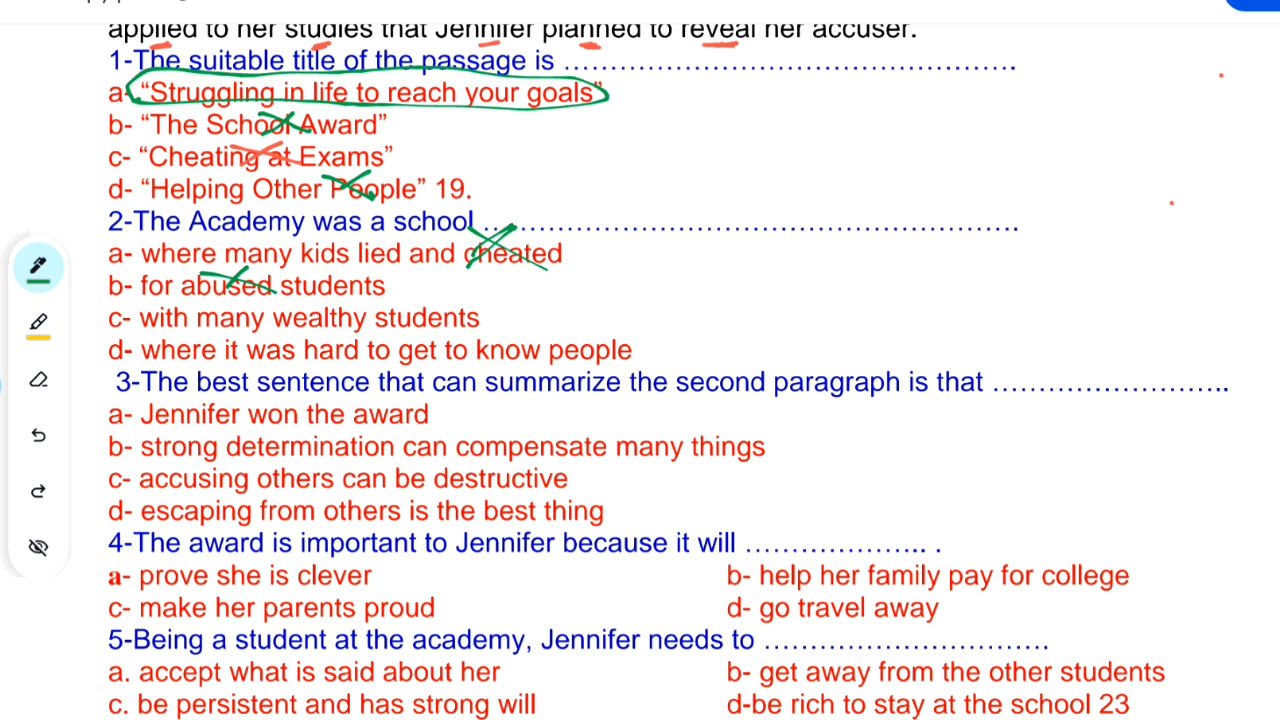 applied to her studies that Jennifer planned to reveal her accuser.
1-The suitable title of the passage is ……………………………………………
a- “Struggling in life to reach your goals”
b- “The School Award”
c- “Cheating at Exams”
d- “Helping Other People” 19.
2-The Academy was a school …………………………………………………….
a- where many kids lied and cheated
b- for abused students
c- with many wealthy students
d- where it was hard to get to know people
3-The best sentence that can summarize the second paragraph is that ……………………..
a- Jennifer won the award
b- strong determination can compensate many things
c- accusing others can be destructive
d- escaping from others is the best thing
4-The award is important to Jennifer because it will ……………….. .
a- prove she is clever b- help her family pay for college
c- make her parents proud d- go travel away
5-Being a student at the academy, Jennifer needs to ………………………….
a. accept what is said about her b- get away from the other students
c. be persistent and has strong will d-be rich to stay at the school 23